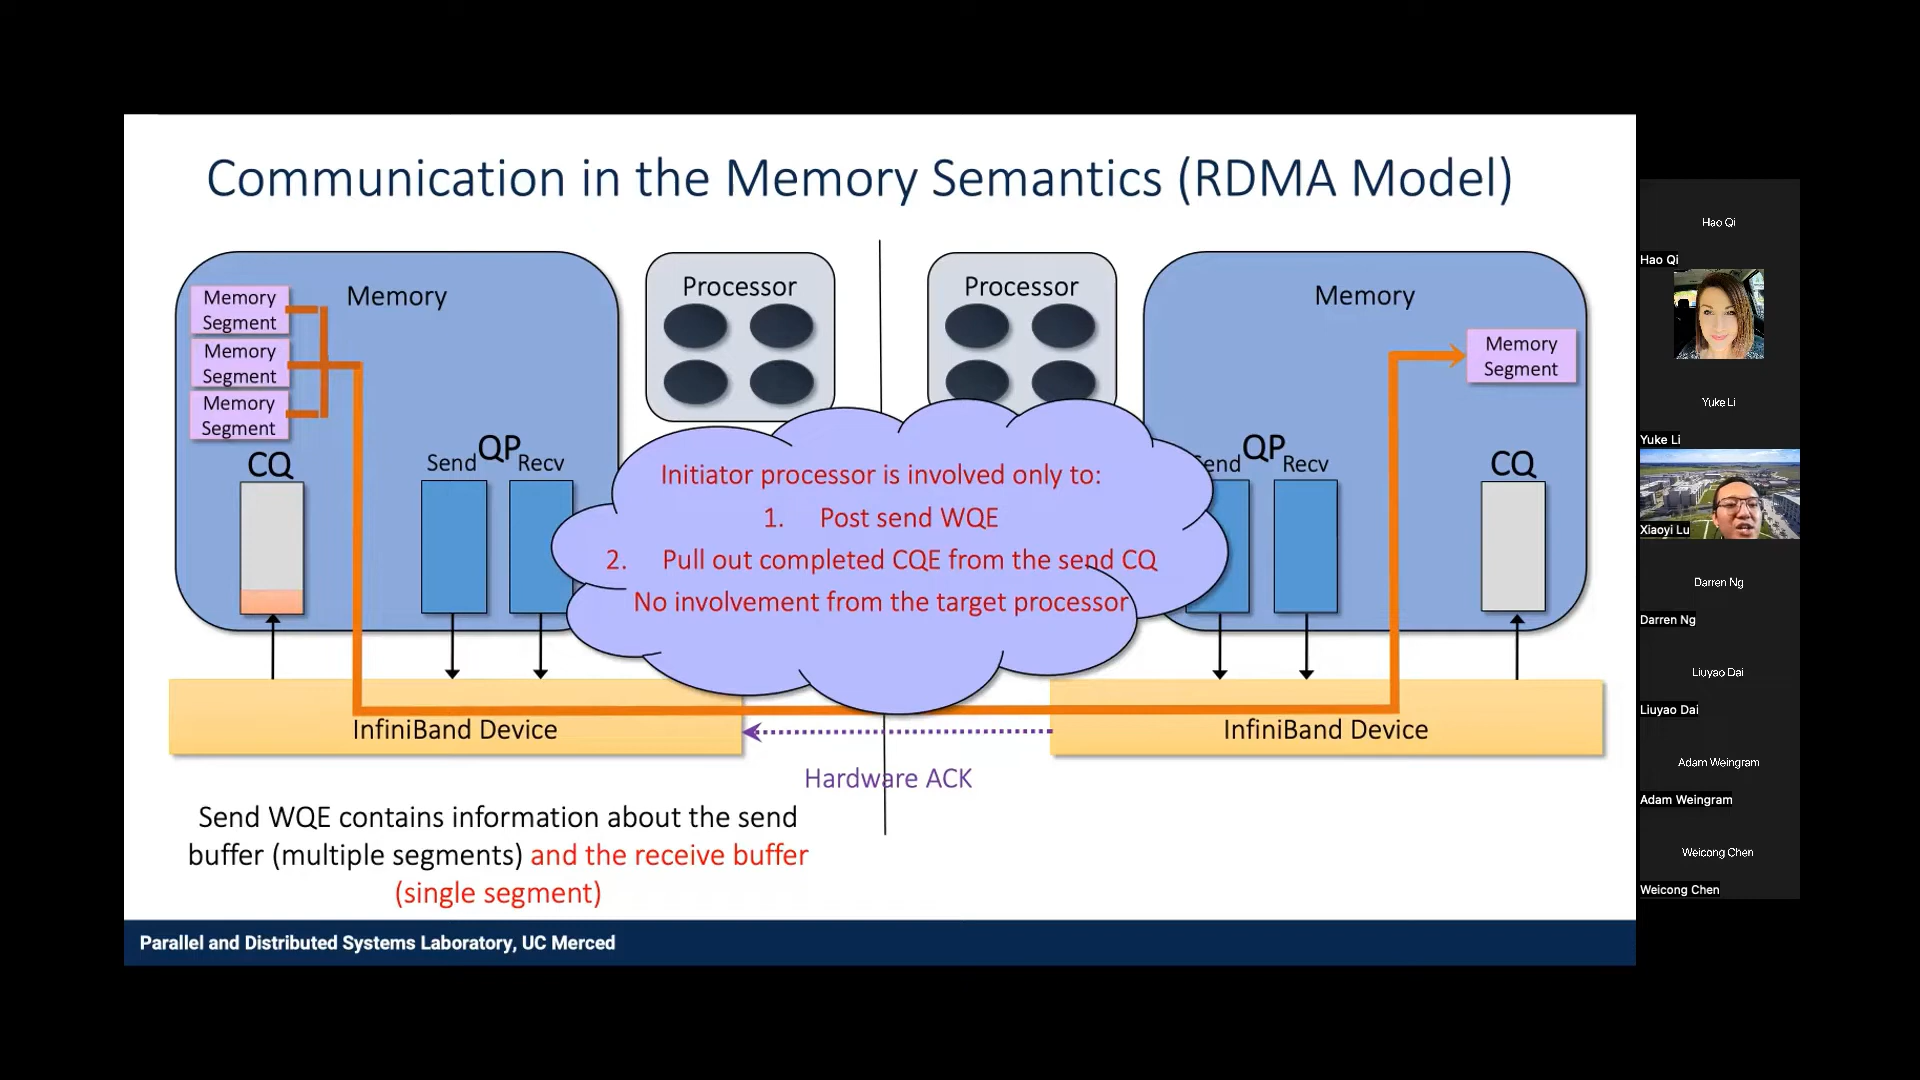 Communication in the Memory Semantics (RDMA Model)
Memory
Segment
Memory
Segment
Memory
Segment
Memory
CQ
Send
QP
Recv
Processor
Processor
Memory
Memory
Segment
QP
Recv
CQ
Initiator processor is involved only to:
1. Post send WQE
2. Pull out completed CQE from the send CQ
No involvement from the target processor
InfiniBand Device
InfiniBand Device
Hardware ACK
Send WQE contains information about the send
buffer (multiple segments) and the receive buffer
(single segment)
Parallel and Distributed Systems Laboratory, UC Merced
Hao Qi
Hao Qi
Yuke Li
Yuke Li
Xiaoyi Lu
Darren Ng
Darren Ng
Liuyao Dai
Liuyao Dai
Adam Weingram
Adam Weingram
Weicong Chen
Weicong Chen